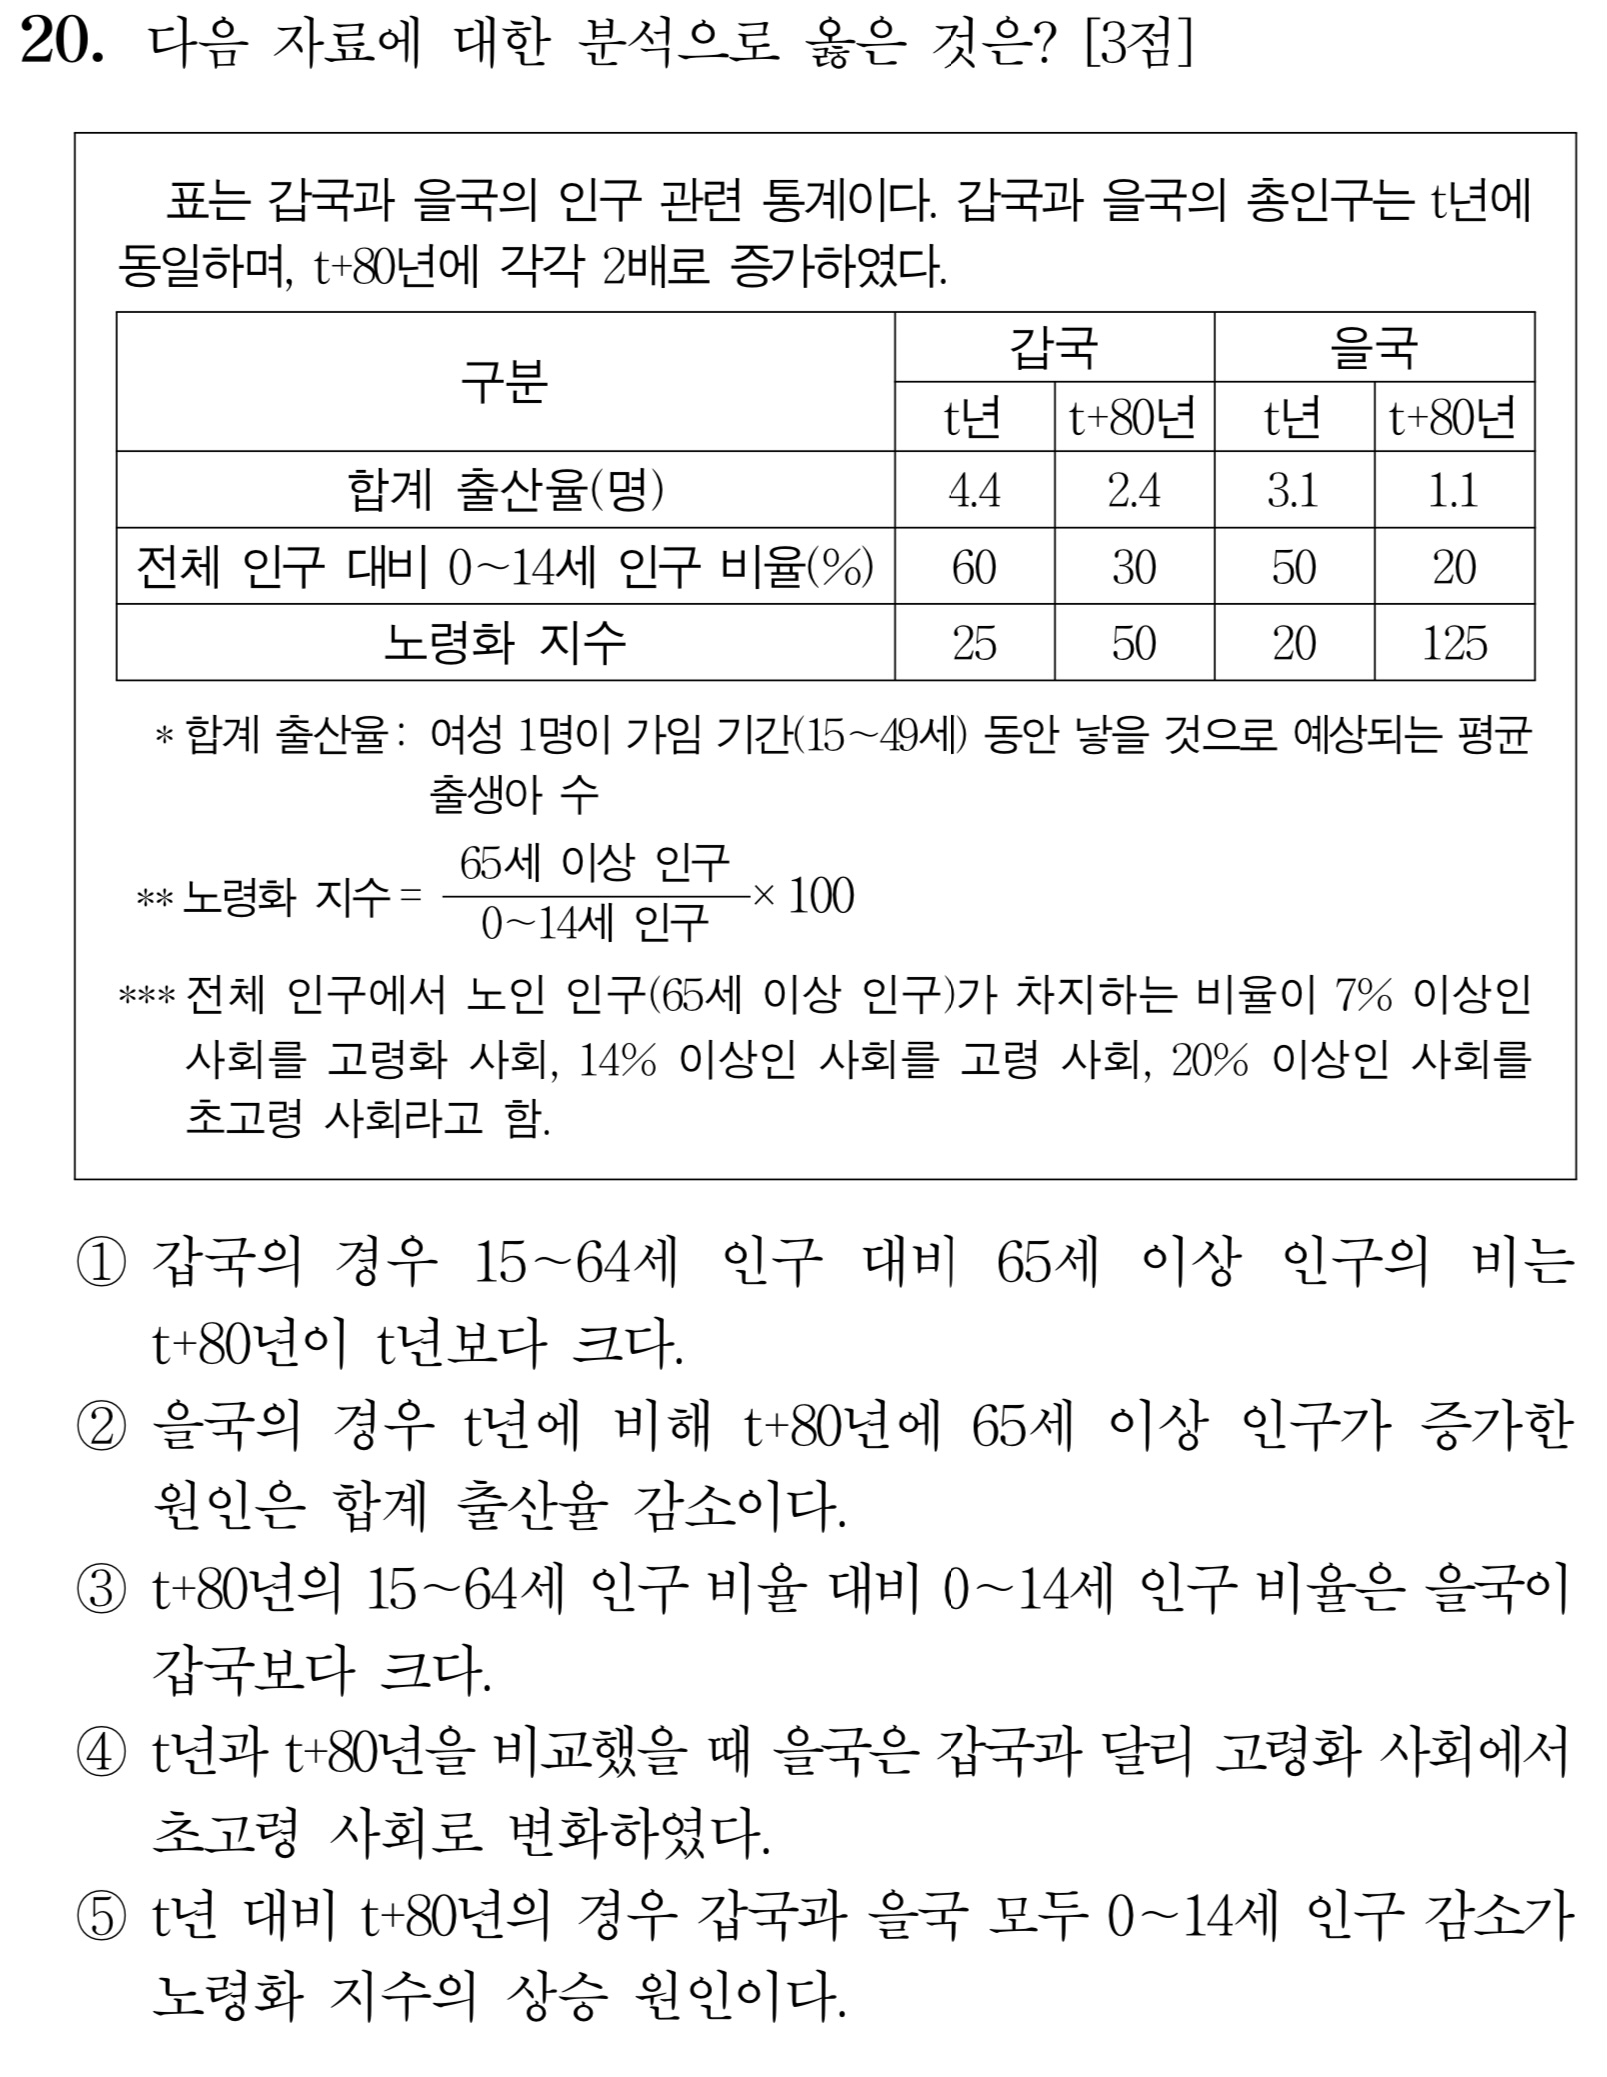 20. 다음 자료에 대한 분석으로 옳은 것은? [3점]
표는 갑국과 을국의 인구 관련 통계이다. 갑국과 을국의 총인구는 t년에
동일하며, t+80년에 각각 2배로 증가하였다.
구분 갑국 을국
t년 t+80년 t년 t+80년
합계 출산율(명) 4.4 2.4 3.1 1.1
전체 인구 대비 0~14세 인구 비율(%) 60 30 50 20
노령화 지수 25 50 20 125
* 합계 출산율: 여성 1명이 가임 기간(15~49세) 동안 낳을 것으로 예상되는 평균
출생아 수
** 노령화 지수 = 65세 이상 인구 / 0~14세 인구 × 100
*** 전체 인구에서 노인 인구(65세 이상 인구)가 차지하는 비율이 7% 이상인
사회를 고령화 사회, 14% 이상인 사회를 고령 사회, 20% 이상인 사회를
초고령 사회라고 함.
① 갑국의 경우 15~64세 인구 대비 65세 이상 인구의 비는
t+80년이 t년보다 크다.
② 을국의 경우 t년에 비해 t+80년에 65세 이상 인구가 증가한
원인은 합계 출산율 감소이다.
③ t+80년의 15~64세 인구 비율 대비 0~14세 인구 비율은 을국이
갑국보다 크다.
④ t년과 t+80년을 비교했을 때 을국은 갑국과 달리 고령화 사회에서
초고령 사회로 변화하였다.
⑤ t년 대비 t+80년의 경우 갑국과 을국 모두 0~14세 인구 감소가
노령화 지수의 상승 원인이다.